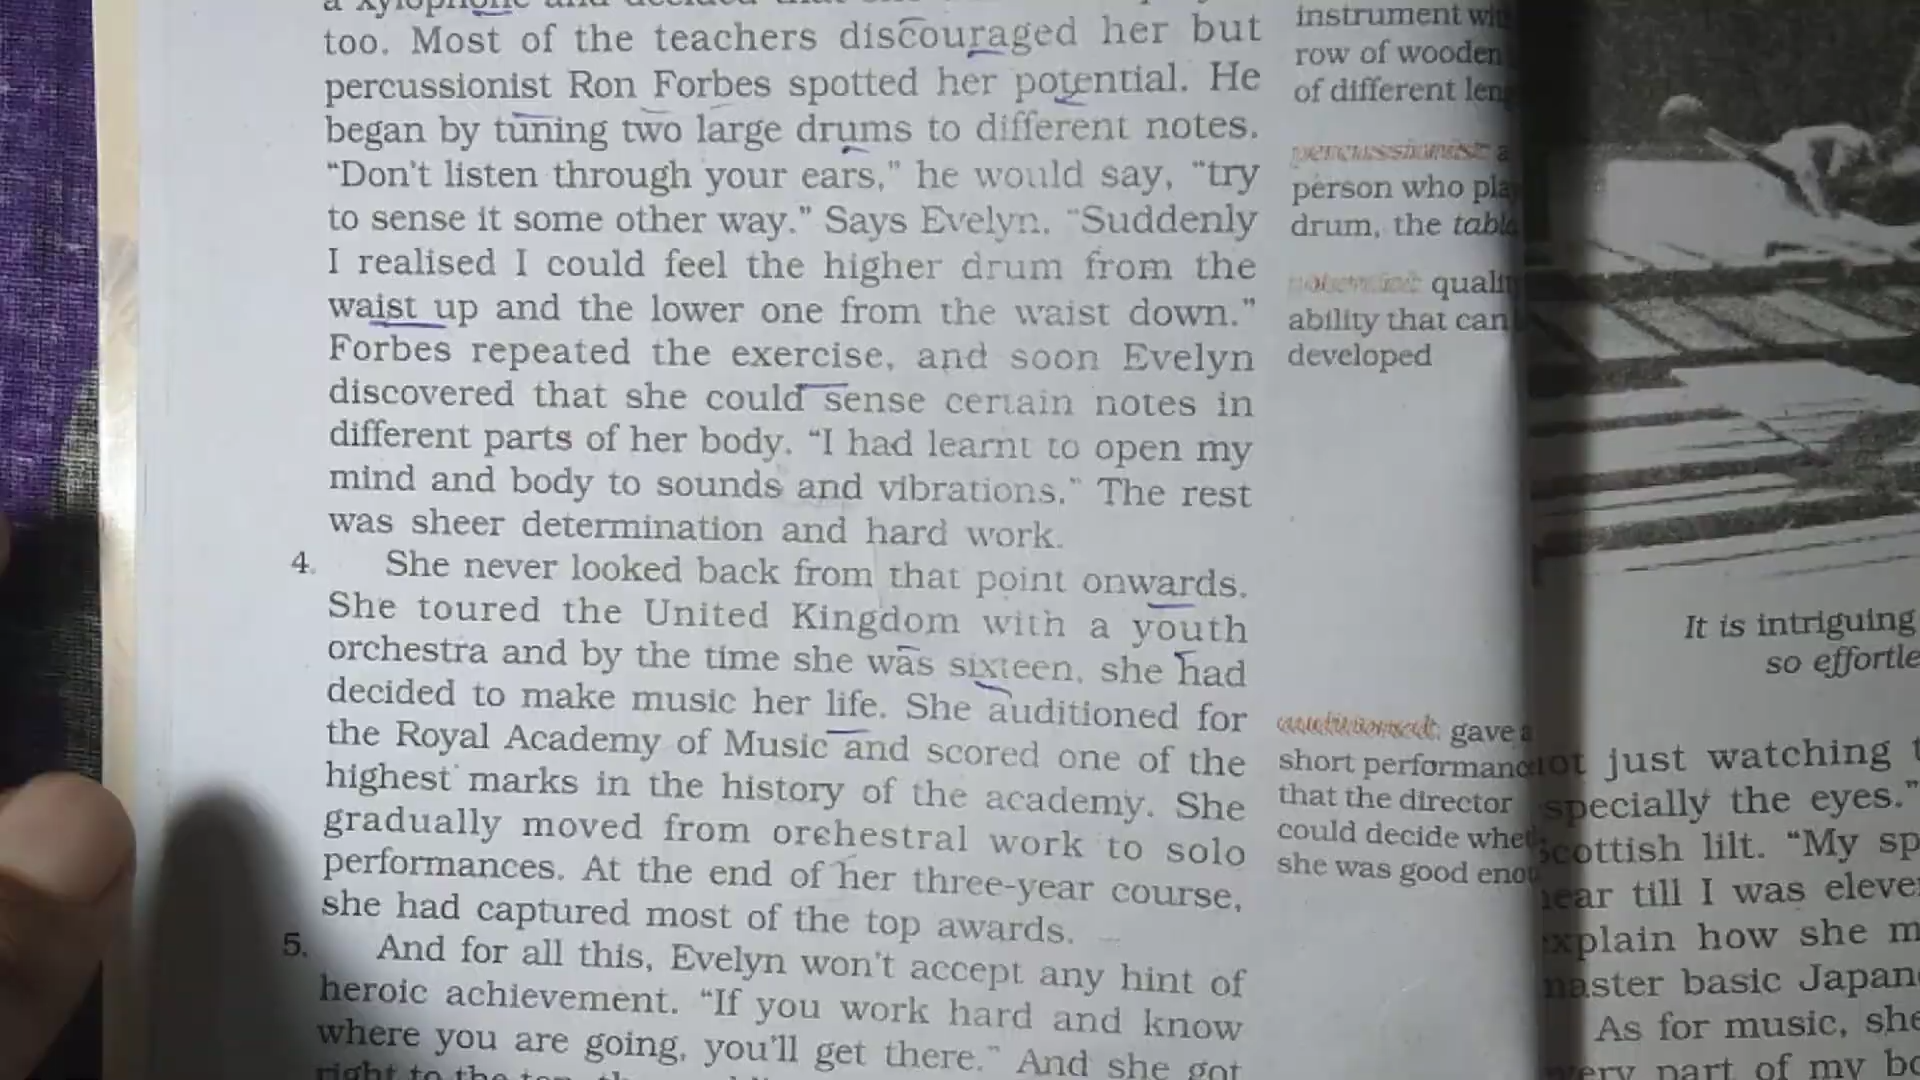 too. Most of the teachers discouraged her but
percussionist Ron Forbes spotted her potential. He
began by tuning two large drums to different notes.
“Don't listen through your ears,” he would say, “try
to sense it some other way.” Says Evelyn, “Suddenly
I realised I could feel the higher drum from the
waist up and the lower one from the waist down.”
Forbes repeated the exercise, and soon Evelyn
discovered that she could sense certain notes in
different parts of her body. “I had learnt to open my
mind and body to sounds and vibrations.” The rest
was sheer determination and hard work.
4. She never looked back from that point onwards.
She toured the United Kingdom with a youth
orchestra and by the time she was sixteen, she had
decided to make music her life. She auditioned for
the Royal Academy of Music and scored one of the
highest marks in the history of the academy. She
gradually moved from orchestral work to solo
performances. At the end of her three-year course,
she had captured most of the top awards.
5. And for all this, Evelyn won't accept any hint of
heroic achievement. “If you work hard and know
where you are going, you'll get there.” And she got
right to the top,
instrument
row of wooden
of different
percussionist: a
person who
drum, the
quality
ability that can
developed
auditioned: gave a
short
that the director
could decide
she was good
It is intriguing
so
just watching
the eyes.”
lilt. “My
till I was
how she
basic
As for music, she
part of my